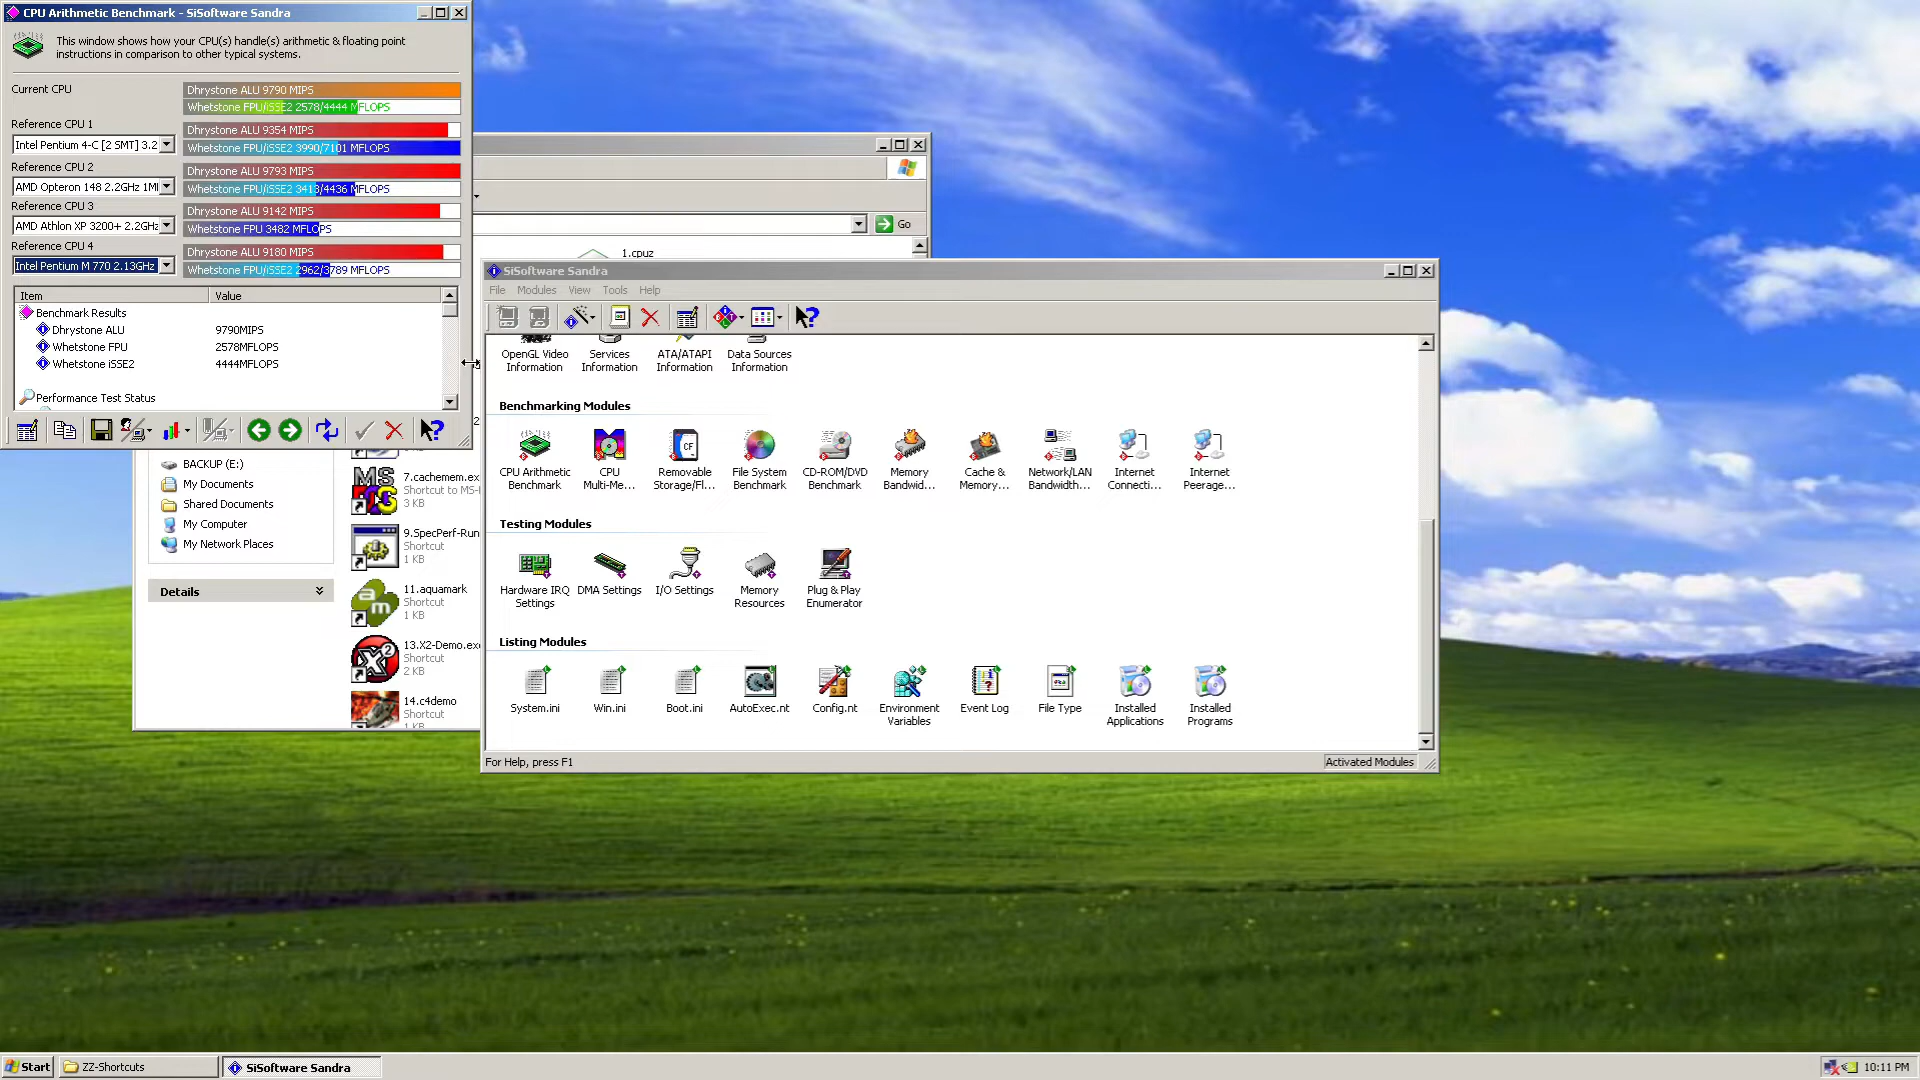 CPU Arithmetic Benchmark - SiSoftware Sandra
This window shows how your CPU(s) handle(s) arithmetic & floating point
instructions in comparison to other typical systems.
Current CPU
Dhrystone ALU 9790 MIPS
Whetstone FPU/iSSE2 2578/4444 MFLOPS
Reference CPU 1
Dhrystone ALU 9354 MIPS
Intel Pentium 4-C [2 SMT] 3.2
Whetstone FPU/iSSE2 3990/7101 MFLOPS
Reference CPU 2
Dhrystone ALU 9793 MIPS
AMD Opteron 148 2.2GHz 1M
Whetstone FPU/iSSE2 3413/4436 MFLOPS
Reference CPU 3
Dhrystone ALU 9142 MIPS
AMD Athlon XP 3200+ 2.2GHz
Whetstone FPU 3482 MFLOPS
Reference CPU 4
Dhrystone ALU 9180 MIPS
Intel Pentium M 770 2.13GHz
Whetstone FPU/iSSE2 2962/3789 MFLOPS
Item Value
Benchmark Results
Dhrystone ALU 9790MIPS
Whetstone FPU 2578MFLOPS
Whetstone iSSE2 4444MFLOPS
Performance Test Status
Go
1.cpuz
BACKUP (E:)
My Documents
Shared Documents
My Computer
My Network Places
Details
7.cachemem.ex
Shortcut to MS-
3 KB
9.SpecPerf-Run
Shortcut
1 KB
11.aquamark
Shortcut
1 KB
13.X2-Demo.exe
Shortcut
2 KB
14.c4demo
Shortcut
1 KB
SiSoftware Sandra
File Modules View Tools Help
OpenGL Video Information
Services Information
ATA/ATAPI Information
Data Sources Information
Benchmarking Modules
CPU Arithmetic Benchmark
CPU Multi-Me...
Removable Storage/Fl...
File System Benchmark
CD-ROM/DVD Benchmark
Memory Bandwid...
Cache & Memory...
Network/LAN Bandwidth...
Internet Connecti...
Internet Peerage...
Testing Modules
Hardware IRQ Settings
DMA Settings
I/O Settings
Memory Resources
Plug & Play Enumerator
Listing Modules
System.ini
Win.ini
Boot.ini
AutoExec.nt
Config.nt
Environment Variables
Event Log
File Type
Installed Applications
Installed Programs
For Help, press F1
Activated Modules
Start
ZZ-Shortcuts
SiSoftware Sandra
10:11 PM